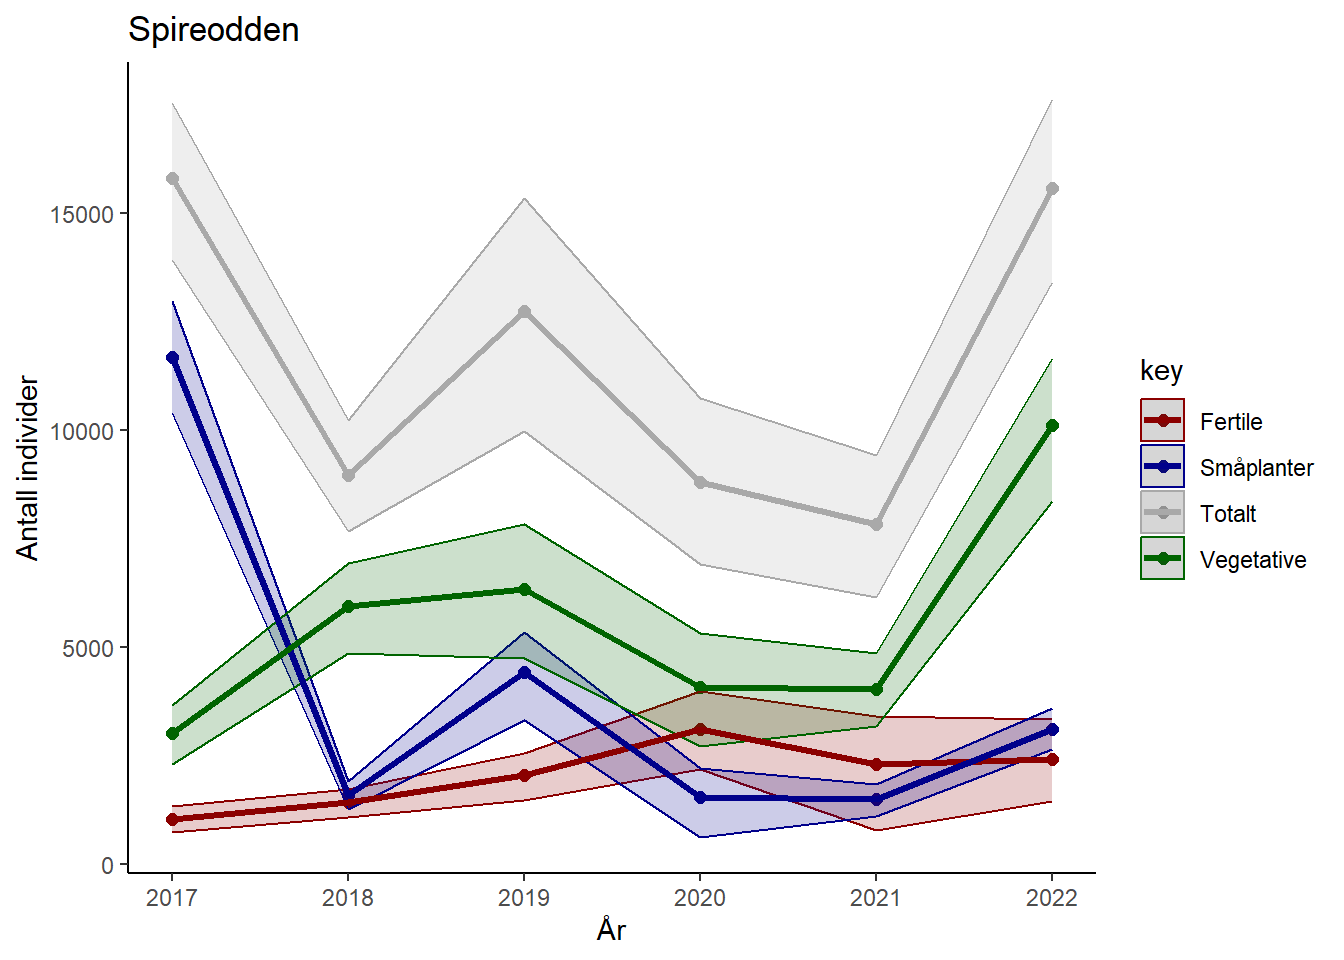 Spireodden
Antall individer
15000
10000
5000
0
2017 2018 2019 2020 2021 2022
År
key
Fertile
Småplanter
Totalt
Vegetative